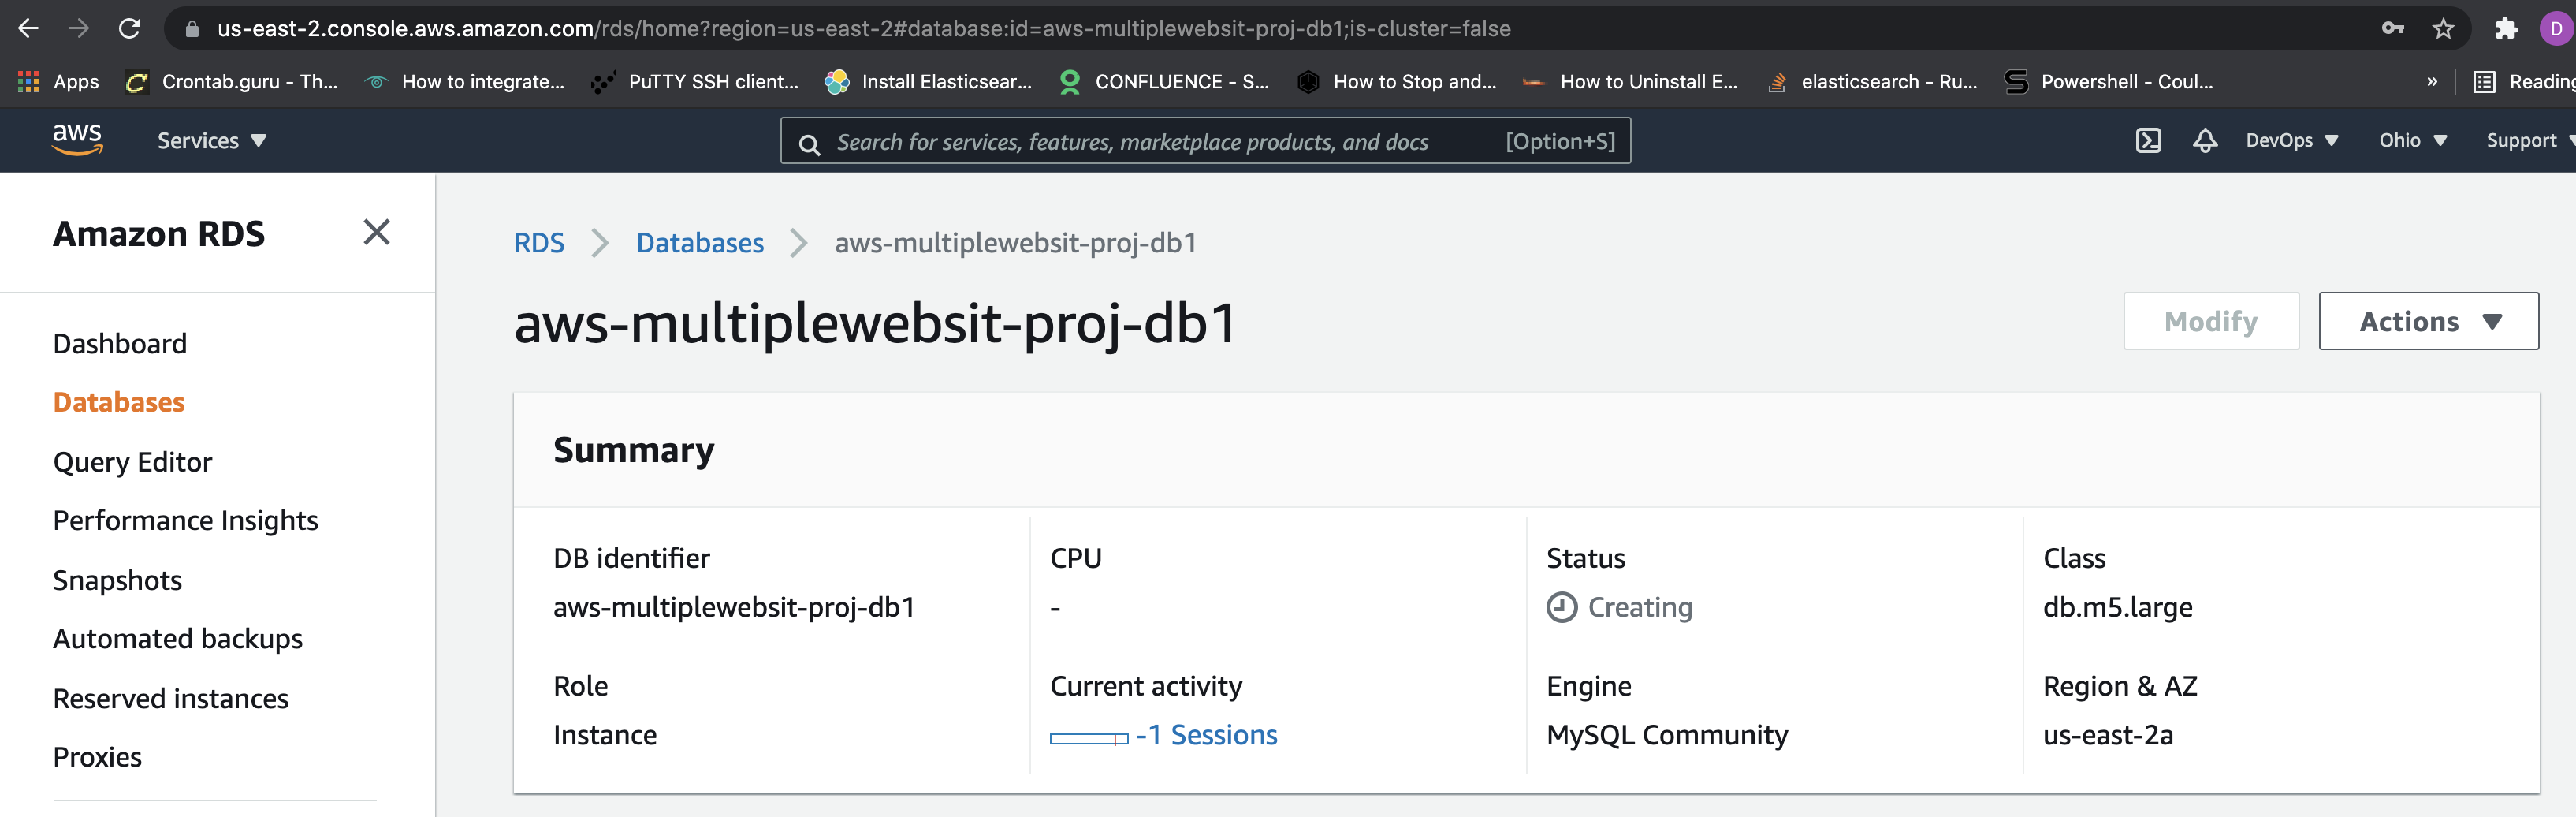 us-east-2.console.aws.amazon.com/rds/home?region=us-east-2#database:id=aws-multiplewebsit-proj-db1;is-cluster=false
D
Apps Crontab.guru - Th... How to integrate... PuTTY SSH client... Install Elasticsear... CONFLUENCE - S... How to Stop and... How to Uninstall E... elasticsearch - Ru... Powershell - Coul... » Reading
aws Services Search for services, features, marketplace products, and docs [Option+S] DevOps Ohio Support
Amazon RDS
Dashboard
Databases
Query Editor
Performance Insights
Snapshots
Automated backups
Reserved instances
Proxies
RDS Databases aws-multiplewebsit-proj-db1
aws-multiplewebsit-proj-db1
Modify Actions
Summary
DB identifier
aws-multiplewebsit-proj-db1
Role
Instance
CPU
-
Current activity
-1 Sessions
Status
Creating
Engine
MySQL Community
Class
db.m5.large
Region & AZ
us-east-2a